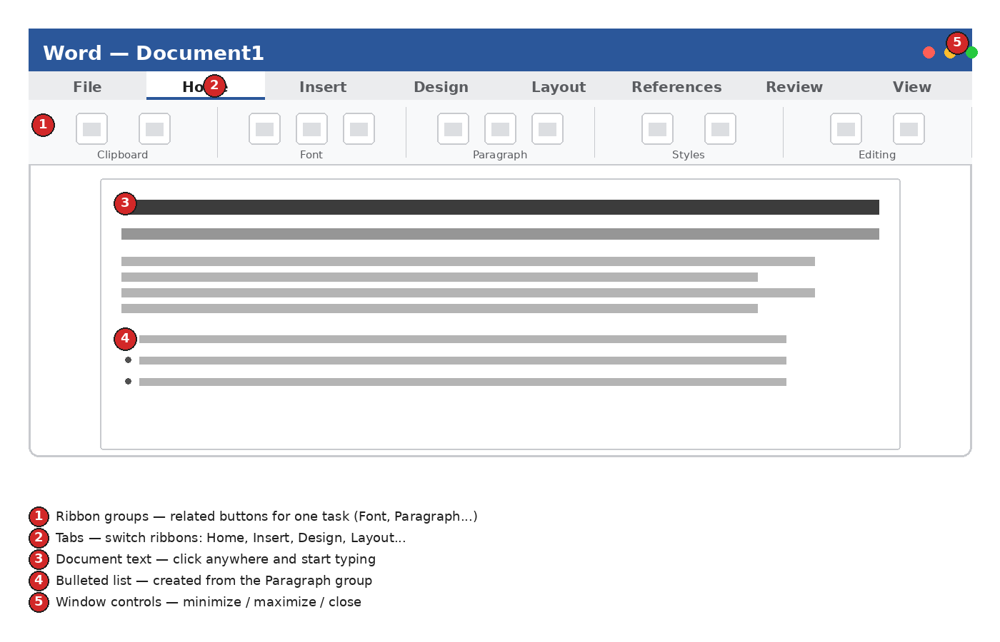 Word — Document1
5
File Home Insert Design Layout References Review View
2
1
Clipboard Font Paragraph Styles Editing
3
4
1 Ribbon groups — related buttons for one task (Font, Paragraph...)
2 Tabs — switch ribbons: Home, Insert, Design, Layout...
3 Document text — click anywhere and start typing
4 Bulleted list — created from the Paragraph group
5 Window controls — minimize / maximize / close